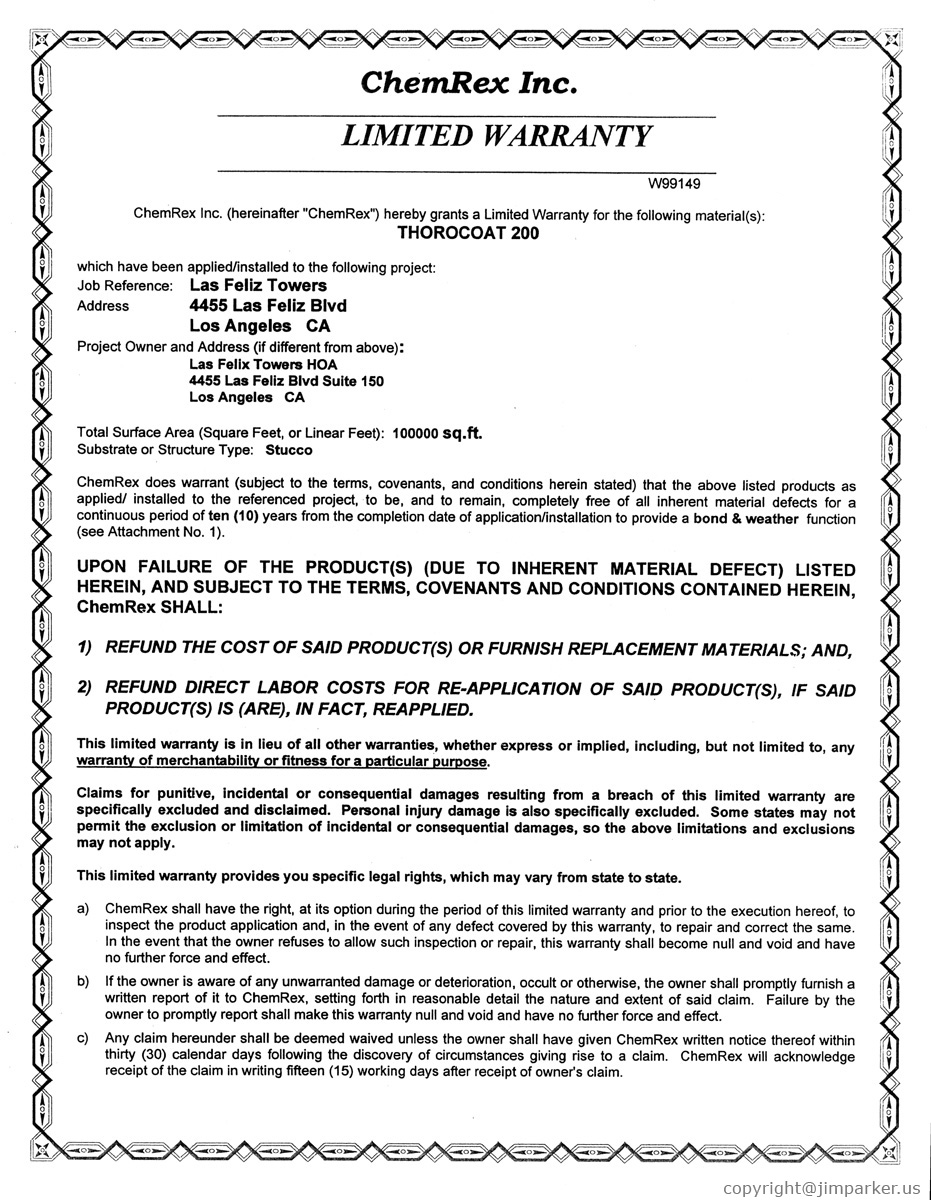 ChemRex Inc.
LIMITED WARRANTY
W99149
ChemRex Inc. (hereinafter "ChemRex") hereby grants a Limited Warranty for the following material(s):
THOROCOAT 200
which have been applied/installed to the following project:
Job Reference: Las Feliz Towers
Address 4455 Las Feliz Blvd
Los Angeles CA
Project Owner and Address (if different from above):
Las Felix Towers HOA
4455 Las Feliz Blvd Suite 150
Los Angeles CA
Total Surface Area (Square Feet, or Linear Feet): 100000 sq.ft.
Substrate or Structure Type: Stucco
ChemRex does warrant (subject to the terms, covenants, and conditions herein stated) that the above listed products as
applied/ installed to the referenced project, to be, and to remain, completely free of all inherent material defects for a
continuous period of ten (10) years from the completion date of application/installation to provide a bond & weather function
(see Attachment No. 1).
UPON FAILURE OF THE PRODUCT(S) (DUE TO INHERENT MATERIAL DEFECT) LISTED
HEREIN, AND SUBJECT TO THE TERMS, COVENANTS AND CONDITIONS CONTAINED HEREIN,
ChemRex SHALL:
1) REFUND THE COST OF SAID PRODUCT(S) OR FURNISH REPLACEMENT MATERIALS; AND,
2) REFUND DIRECT LABOR COSTS FOR RE-APPLICATION OF SAID PRODUCT(S), IF SAID
PRODUCT(S) IS (ARE), IN FACT, REAPPLIED.
This limited warranty is in lieu of all other warranties, whether express or implied, including, but not limited to, any
warranty of merchantability or fitness for a particular purpose.
Claims for punitive, incidental or consequential damages resulting from a breach of this limited warranty are
specifically excluded and disclaimed. Personal injury damage is also specifically excluded. Some states may not
permit the exclusion or limitation of incidental or consequential damages, so the above limitations and exclusions
may not apply.
This limited warranty provides you specific legal rights, which may vary from state to state.
a) ChemRex shall have the right, at its option during the period of this limited warranty and prior to the execution hereof, to
inspect the product application and, in the event of any defect covered by this warranty, to repair and correct the same.
In the event that the owner refuses to allow such inspection or repair, this warranty shall become null and void and have
no further force and effect.
b) If the owner is aware of any unwarranted damage or deterioration, occult or otherwise, the owner shall promptly furnish a
written report of it to ChemRex, setting forth in reasonable detail the nature and extent of said claim. Failure by the
owner to promptly report shall make this warranty null and void and have no further force and effect.
c) Any claim hereunder shall be deemed waived unless the owner shall have given ChemRex written notice thereof within
thirty (30) calendar days following the discovery of circumstances giving rise to a claim. ChemRex will acknowledge
receipt of the claim in writing fifteen (15) working days after receipt of owner's claim.
copyright@jimparker.us